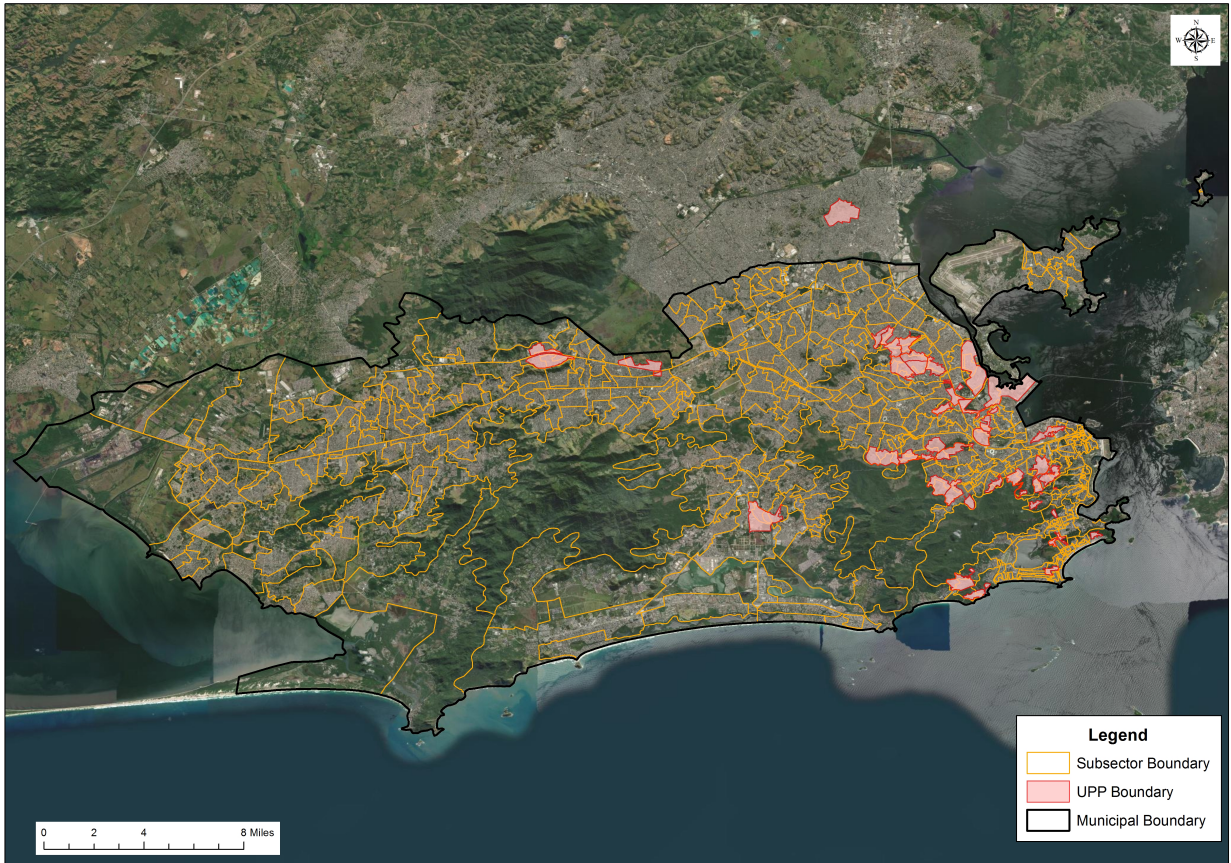 N
W E
S
Legend
Subsector Boundary
UPP Boundary
Municipal Boundary
0 2 4 8 Miles